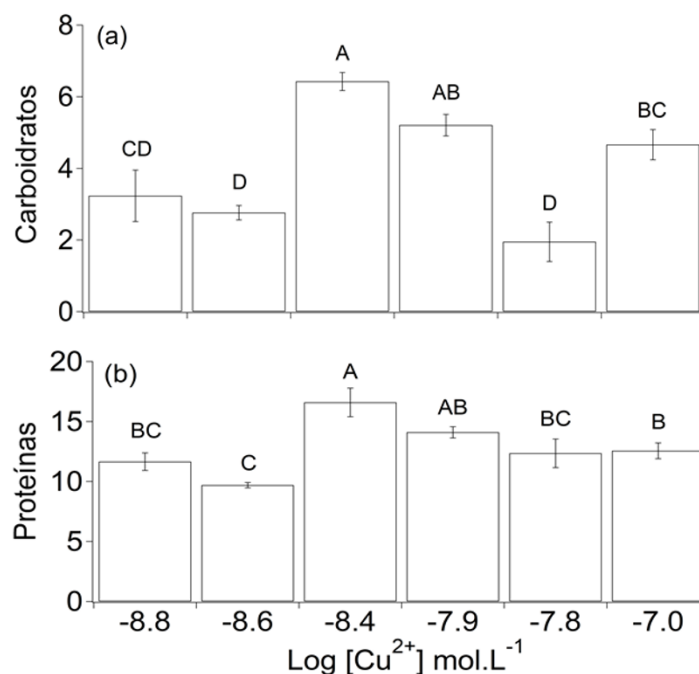 (a)
Carboidratos
8
6
4
2
0
CD D A AB D BC
(b)
Proteínas
20
15
10
5
0
BC C A AB BC B
-8.8 -8.6 -8.4 -7.9 -7.8 -7.0
Log [Cu²⁺] mol.L⁻¹